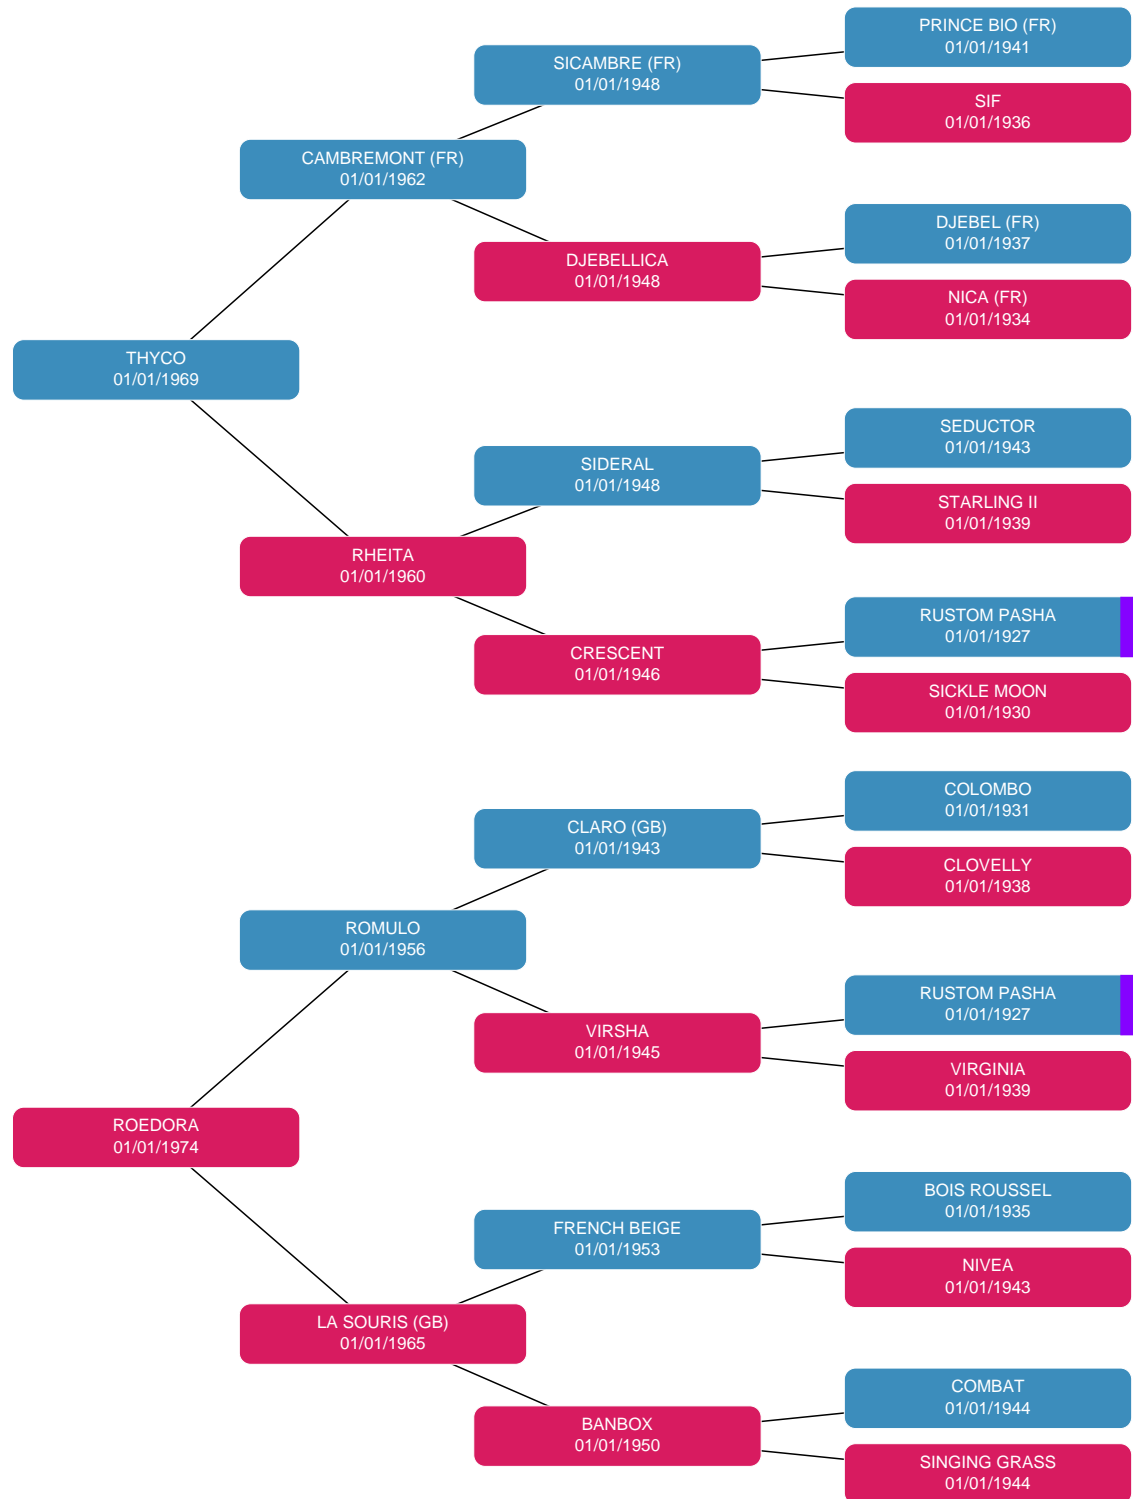 PRINCE BIO (FR)
01/01/1941
SICAMBRE (FR)
01/01/1948
SIF
01/01/1936
CAMBREMONT (FR)
01/01/1962
DJEBEL (FR)
01/01/1937
DJEBELLICA
01/01/1948
NICA (FR)
01/01/1934
THYCO
01/01/1969
SEDUCTOR
01/01/1943
SIDERAL
01/01/1948
STARLING II
01/01/1939
RHEITA
01/01/1960
RUSTOM PASHA
01/01/1927
CRESCENT
01/01/1946
SICKLE MOON
01/01/1930
COLOMBO
01/01/1931
CLARO (GB)
01/01/1943
CLOVELLY
01/01/1938
ROMULO
01/01/1956
RUSTOM PASHA
01/01/1927
VIRSHA
01/01/1945
VIRGINIA
01/01/1939
ROEDORA
01/01/1974
BOIS ROUSSEL
01/01/1935
FRENCH BEIGE
01/01/1953
NIVEA
01/01/1943
LA SOURIS (GB)
01/01/1965
COMBAT
01/01/1944
BANBOX
01/01/1950
SINGING GRASS
01/01/1944